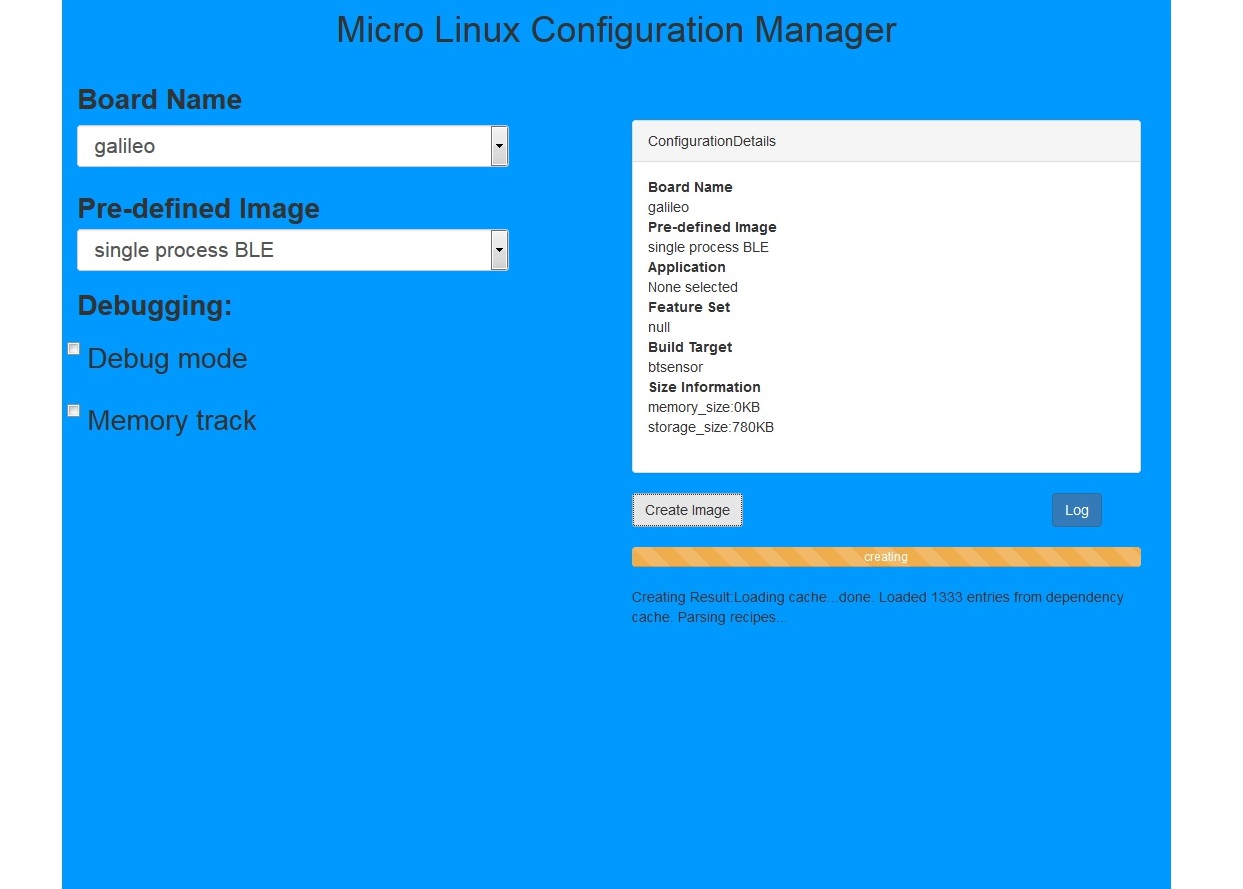 Micro Linux Configuration Manager
Board Name
galileo
Pre-defined Image
single process BLE
Debugging:
Debug mode
Memory track
ConfigurationDetails
Board Name
galileo
Pre-defined Image
single process BLE
Application
None selected
Feature Set
null
Build Target
btsensor
Size Information
memory_size:0KB
storage_size:780KB
Create Image
Log
creating
Creating Result:Loading cache...done. Loaded 1333 entries from dependency
cache. Parsing recipes...